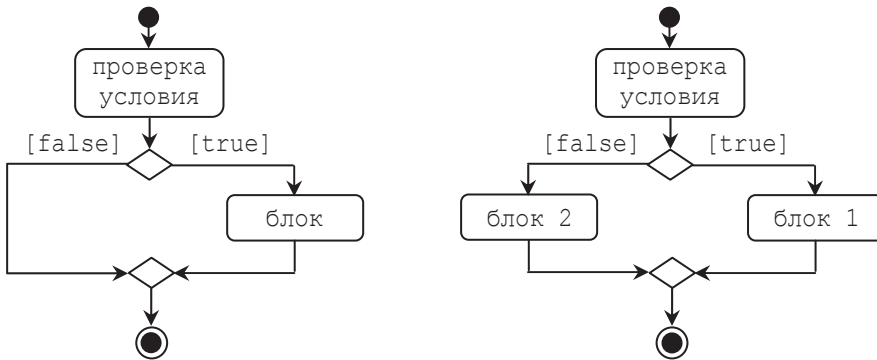 проверка
условия
[false]
[true]
блок
проверка
условия
[false]
[true]
блок 2
блок 1